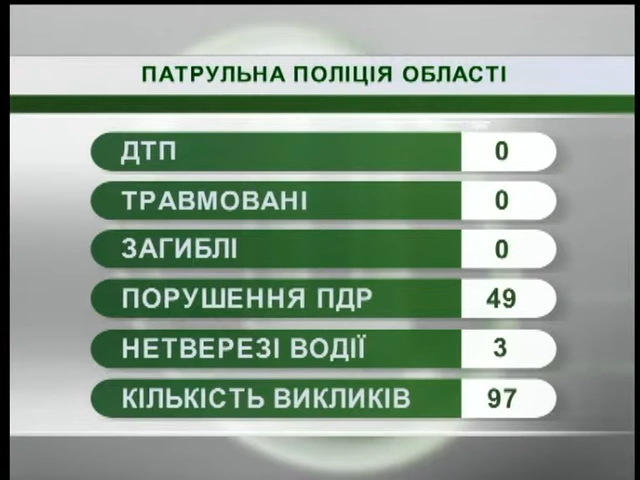 ПАТРУЛЬНА ПОЛІЦІЯ ОБЛАСТІ
ДТП 0
ТРАВМОВАНІ 0
ЗАГИБЛІ 0
ПОРУШЕННЯ ПДР 49
НЕТВЕРЕЗІ ВОДІЇ 3
КІЛЬКІСТЬ ВИКЛИКІВ 97